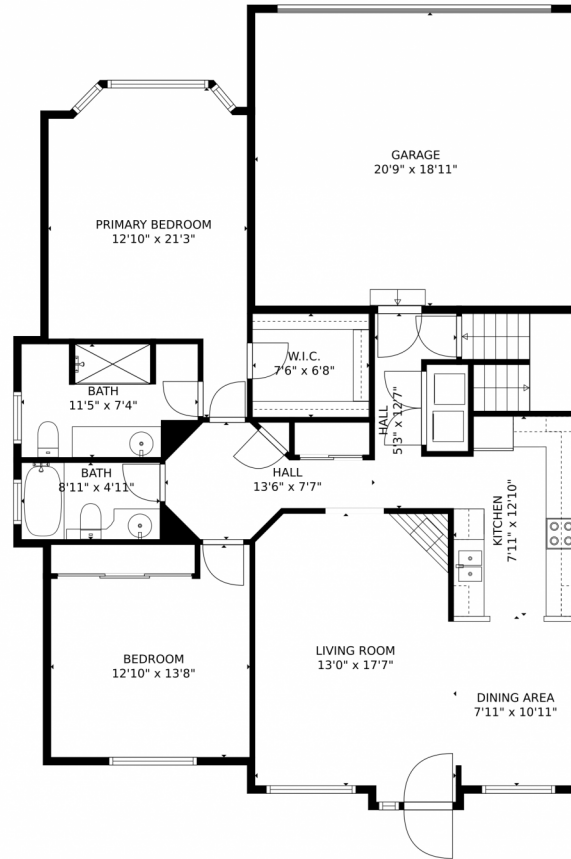 GARAGE
20'9" x 18'11"
PRIMARY BEDROOM
12'10" x 21'3"
W.I.C.
7'6" x 6'8"
HALL
5'3" x 12'7"
BATH
11'5" x 7'4"
BATH
8'11" x 4'11"
HALL
13'6" x 7'7"
KITCHEN
7'11" x 12'10"
BEDROOM
12'10" x 13'8"
LIVING ROOM
13'0" x 17'7"
DINING AREA
7'11" x 10'11"